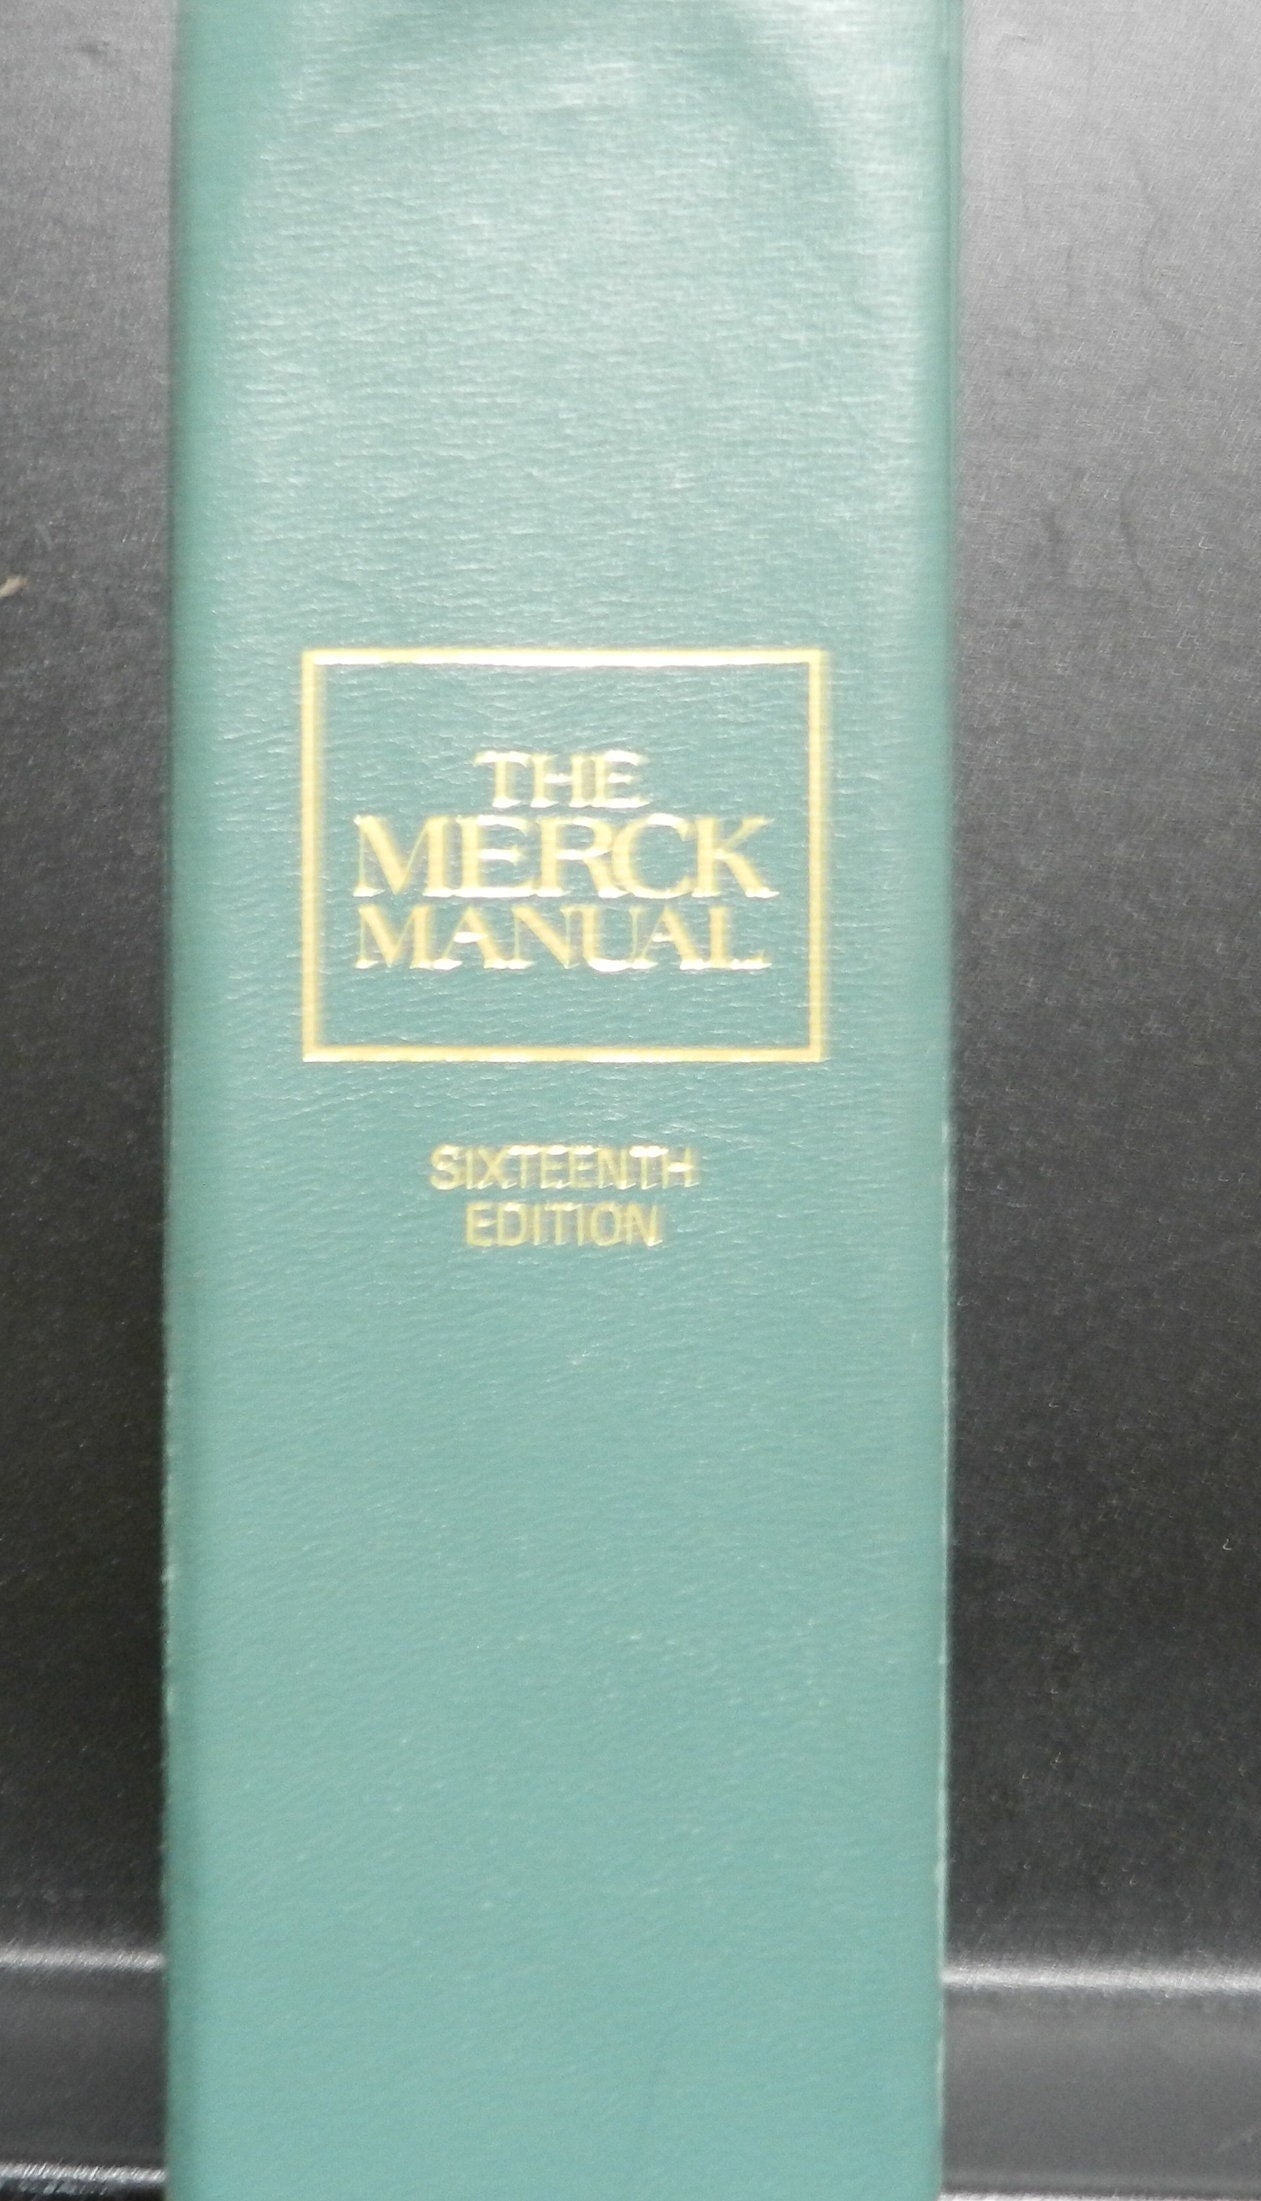 THE
MERCK
MANUAL
SIXTEENTH
EDITION